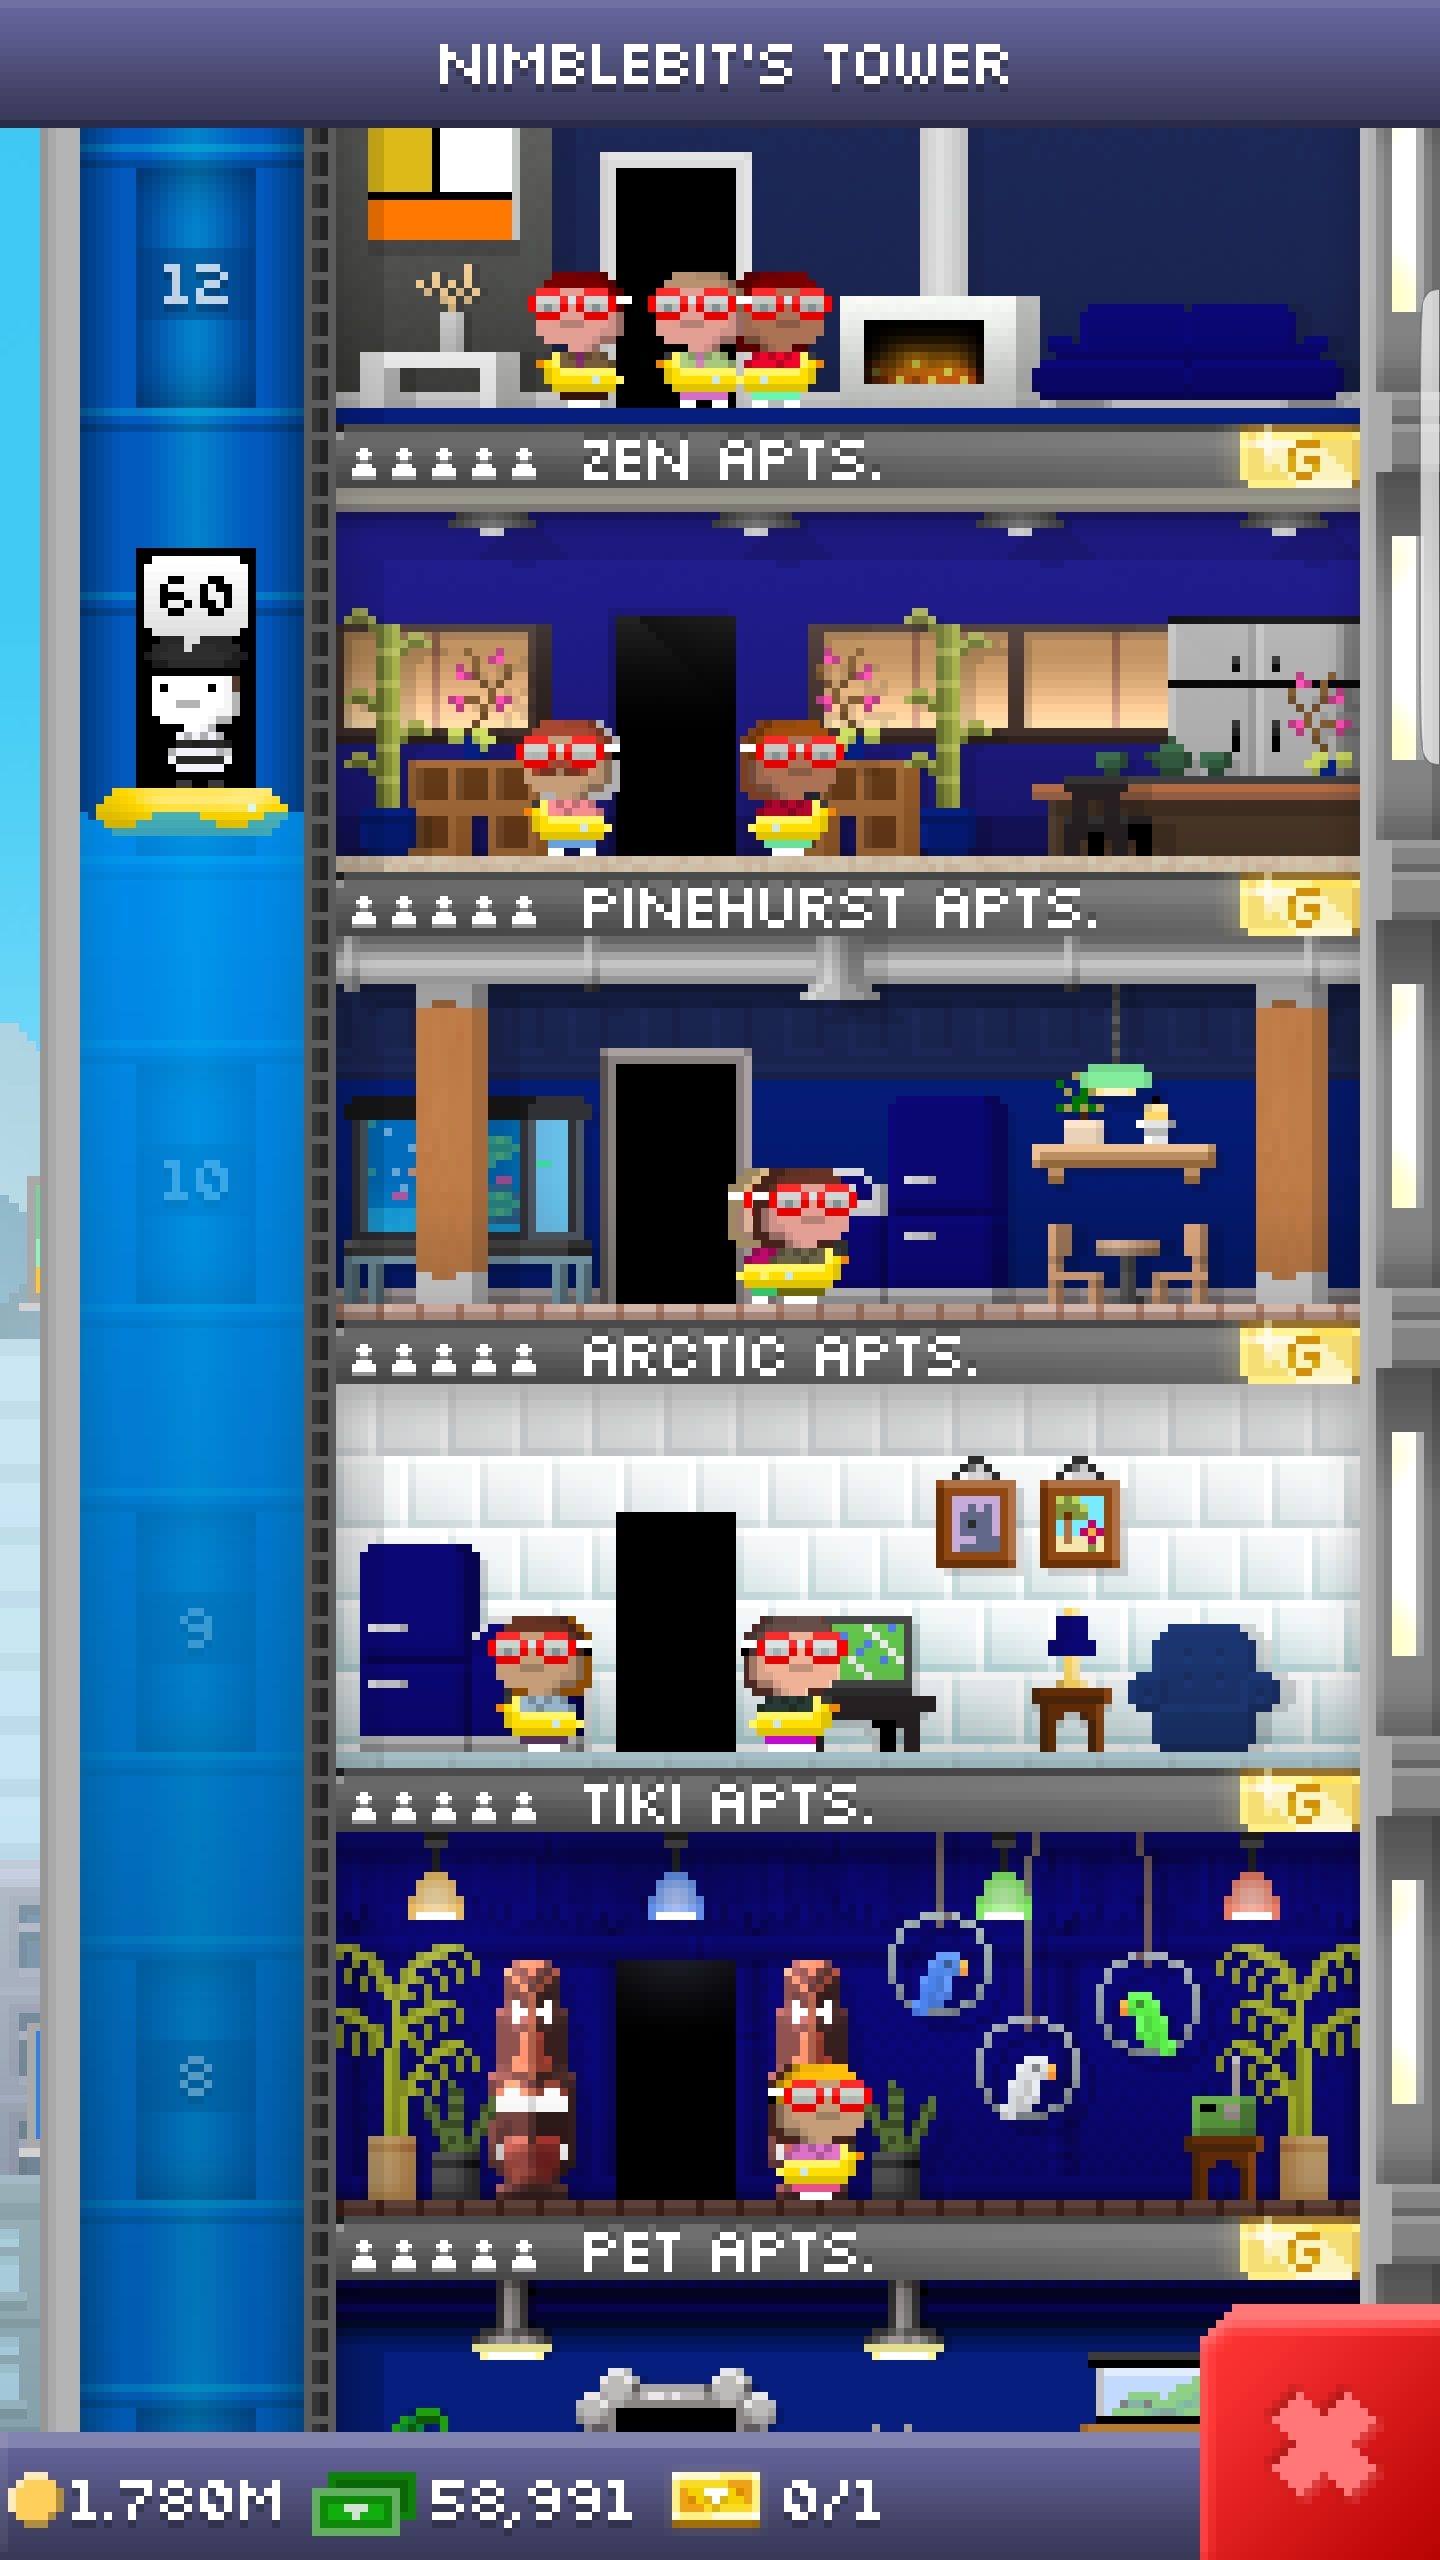 NIMBLEBIT'S TOWER
12
ZEN APTS. G
60
PINEHURST APTS. G
10
ARCTIC APTS. G
9
TIKI APTS. G
8
PET APTS. G
1.780M 58,991 0/1